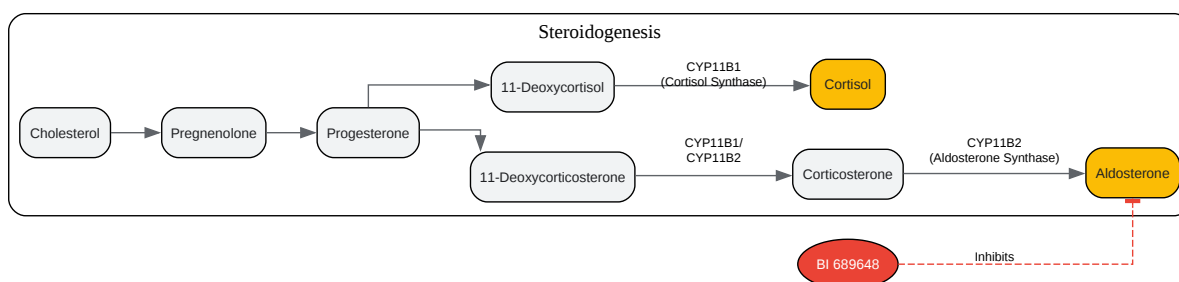 Steroidogenesis
Cholesterol
Pregnenolone
Progesterone
11-Deoxycortisol
CYP11B1
(Cortisol Synthase)
Cortisol
11-Deoxycorticosterone
CYP11B1/
CYP11B2
Corticosterone
CYP11B2
(Aldosterone Synthase)
Aldosterone
BI 689648
Inhibits